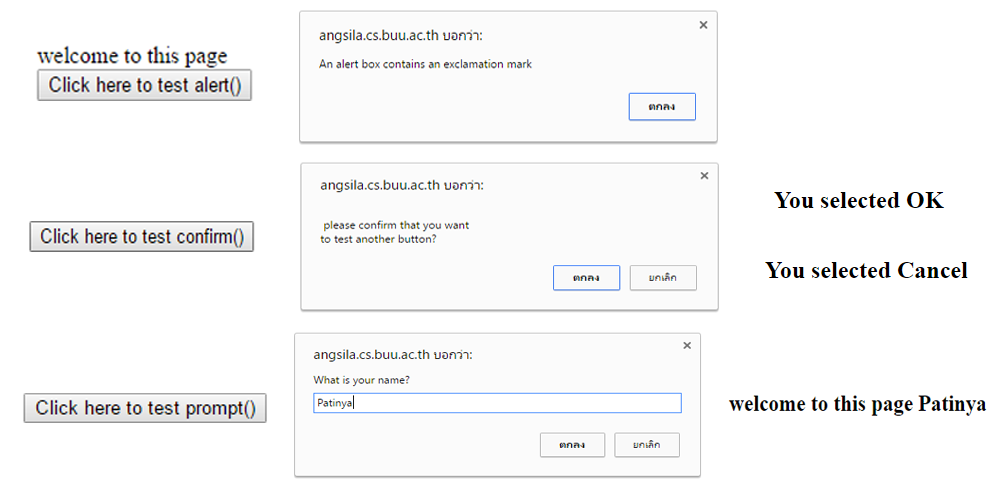 welcome to this page
Click here to test alert()
angsila.cs.buu.ac.th บอกว่า:
An alert box contains an exclamation mark
ตกลง
Click here to test confirm()
angsila.cs.buu.ac.th บอกว่า:
please confirm that you want
to test another button?
ตกลง ยกเลิก
You selected OK
You selected Cancel
Click here to test prompt()
angsila.cs.buu.ac.th บอกว่า:
What is your name?
Patinya
ตกลง ยกเลิก
welcome to this page Patinya